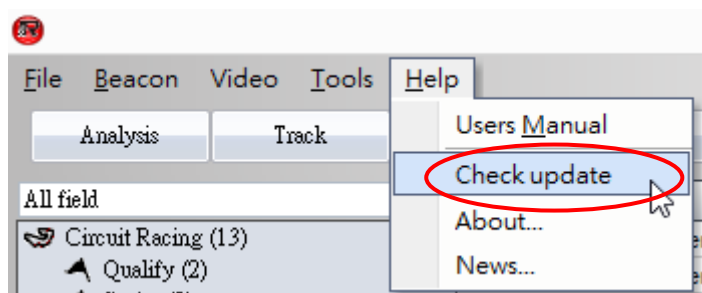 File Beacon Video Tools Help
Analysis Track
Users Manual
Check update
About...
News...
All field
Circuit Racing (13)
Qualify (2)